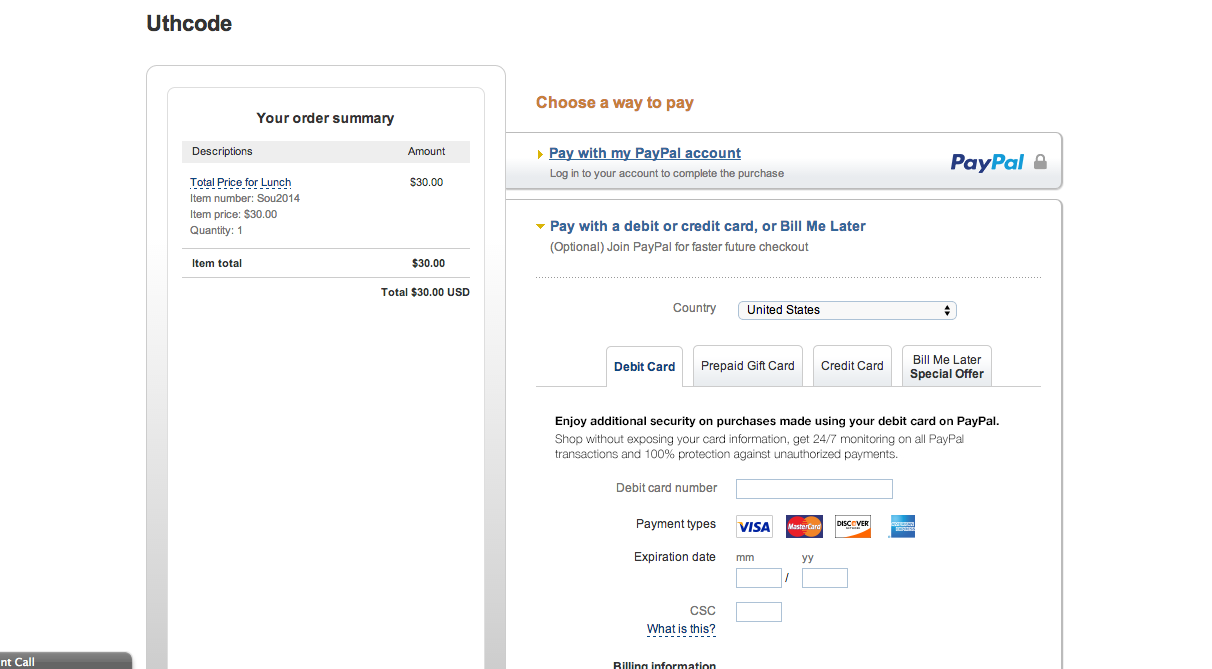 Uthcode
Your order summary
Descriptions Amount
Total Price for Lunch $30.00
Item number: Sou2014
Item price: $30.00
Quantity: 1
Item total $30.00
Total $30.00 USD
Choose a way to pay
Pay with my PayPal account
Log in to your account to complete the purchase
PayPal
Pay with a debit or credit card, or Bill Me Later
(Optional) Join PayPal for faster future checkout
Country United States
Debit Card Prepaid Gift Card Credit Card Bill Me Later
Special Offer
Enjoy additional security on purchases made using your debit card on PayPal.
Shop without exposing your card information, get 24/7 monitoring on all PayPal
transactions and 100% protection against unauthorized payments.
Debit card number
Payment types VISA MasterCard DISCOVER
Expiration date mm yy
/
CSC
What is this?
Billing information
nt Call